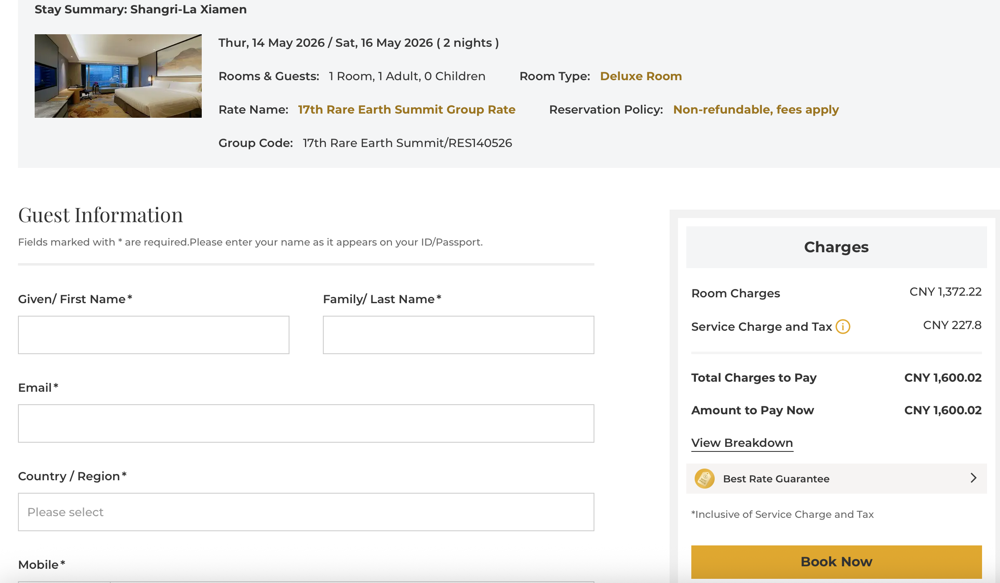 Stay Summary: Shangri-La Xiamen
Thur, 14 May 2026 / Sat, 16 May 2026 ( 2 nights )
Rooms & Guests: 1 Room, 1 Adult, 0 Children Room Type: Deluxe Room
Rate Name: 17th Rare Earth Summit Group Rate Reservation Policy: Non-refundable, fees apply
Group Code: 17th Rare Earth Summit/RES140526
Guest Information
Fields marked with * are required.Please enter your name as it appears on your ID/Passport.
Given/ First Name* Family/ Last Name*
Email*
Country / Region*
Please select
Mobile*
Charges
Room Charges CNY 1,372.22
Service Charge and Tax i CNY 227.8
Total Charges to Pay CNY 1,600.02
Amount to Pay Now CNY 1,600.02
View Breakdown
BEST PRICE
Best Rate Guarantee
*Inclusive of Service Charge and Tax
Book Now